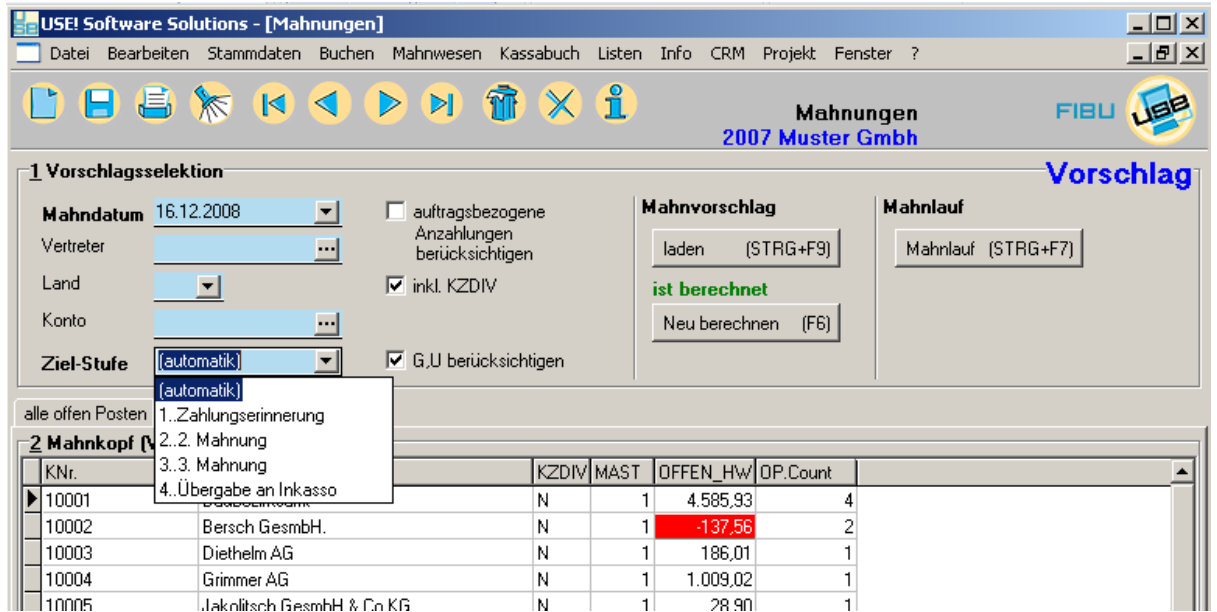 USE! Software Solutions - [Mahnungen]
Datei Bearbeiten Stammdaten Buchen Mahnwesen Kassabuch Listen Info CRM Projekt Fenster ?
Mahnungen
2007 Muster Gmbh
FIBU USE
1 Vorschlagsselektion
Vorschlag
Mahndatum 16.12.2008
auftragsbezogene
Anzahlungen
berücksichtigen
Mahnvorschlag
Mahnlauf
Vertreter
laden (STRG+F9)
Mahnlauf (STRG+F7)
Land
inkl. KZDIV
ist berechnet
Konto
Neu berechnen (F6)
Ziel-Stufe (automatik)
G,U berücksichtigen
(automatik)
1..Zahlungserinnerung
2..2. Mahnung
3..3. Mahnung
4..Übergabe an Inkasso
alle offen Posten
2 Mahnkopf
KNr. KZDIV MAST OFFEN_HW OP.Count
10001 N 1 4.585,93 4
10002 Bersch GesmbH. N 1 -137,56 2
10003 Diethelm AG N 1 186,01 1
10004 Grimmer AG N 1 1.009,02 1
10005 Jakolitsch GesmbH & Co KG N 1 28,90 1